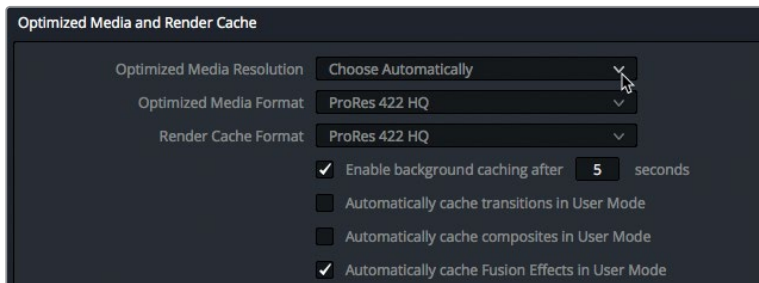 Optimized Media and Render Cache
Optimized Media Resolution Choose Automatically
Optimized Media Format ProRes 422 HQ
Render Cache Format ProRes 422 HQ
Enable background caching after 5 seconds
Automatically cache transitions in User Mode
Automatically cache composites in User Mode
Automatically cache Fusion Effects in User Mode